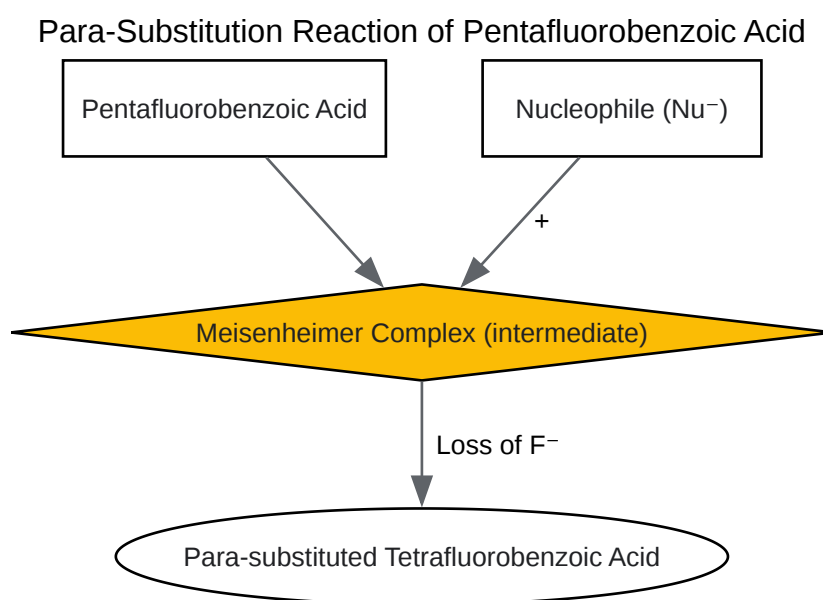 Para-Substitution Reaction of Pentafluorobenzoic Acid
Pentafluorobenzoic Acid
Nucleophile (Nu⁻)
+
Meisenheimer Complex (intermediate)
Loss of F⁻
Para-substituted Tetrafluorobenzoic Acid